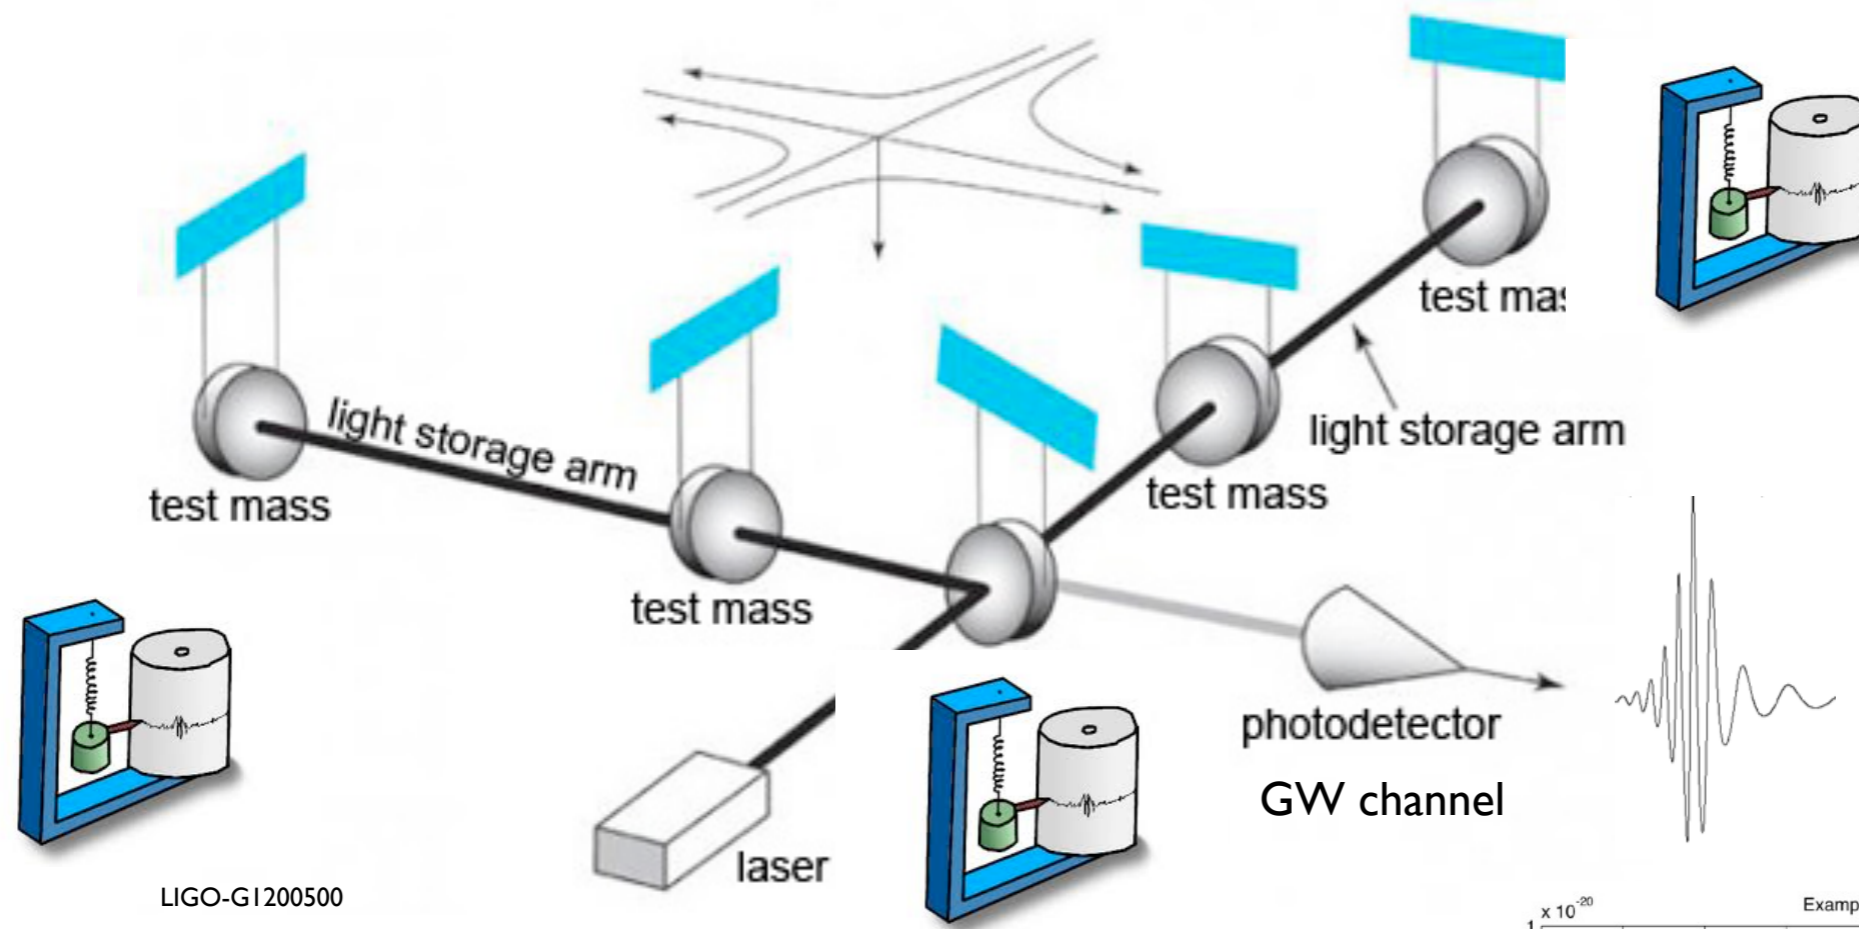 test mas
light storage arm
light storage arm
test mass
test mass
test mass
photodetector
GW channel
laser
LIGO-G1200500
x 10-20
1
Examp